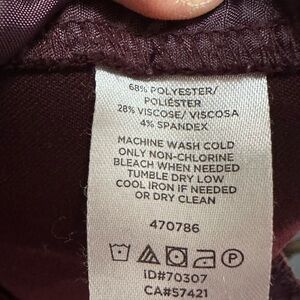 68% POLYESTER/
POLIÉSTER
28% VISCOSE/ VISCOSA
4% SPANDEX
MACHINE WASH COLD
ONLY NON-CHLORINE
BLEACH WHEN NEEDED
TUMBLE DRY LOW
COOL IRON IF NEEDED
OR DRY CLEAN
470786
P
ID#70307
CA#57421